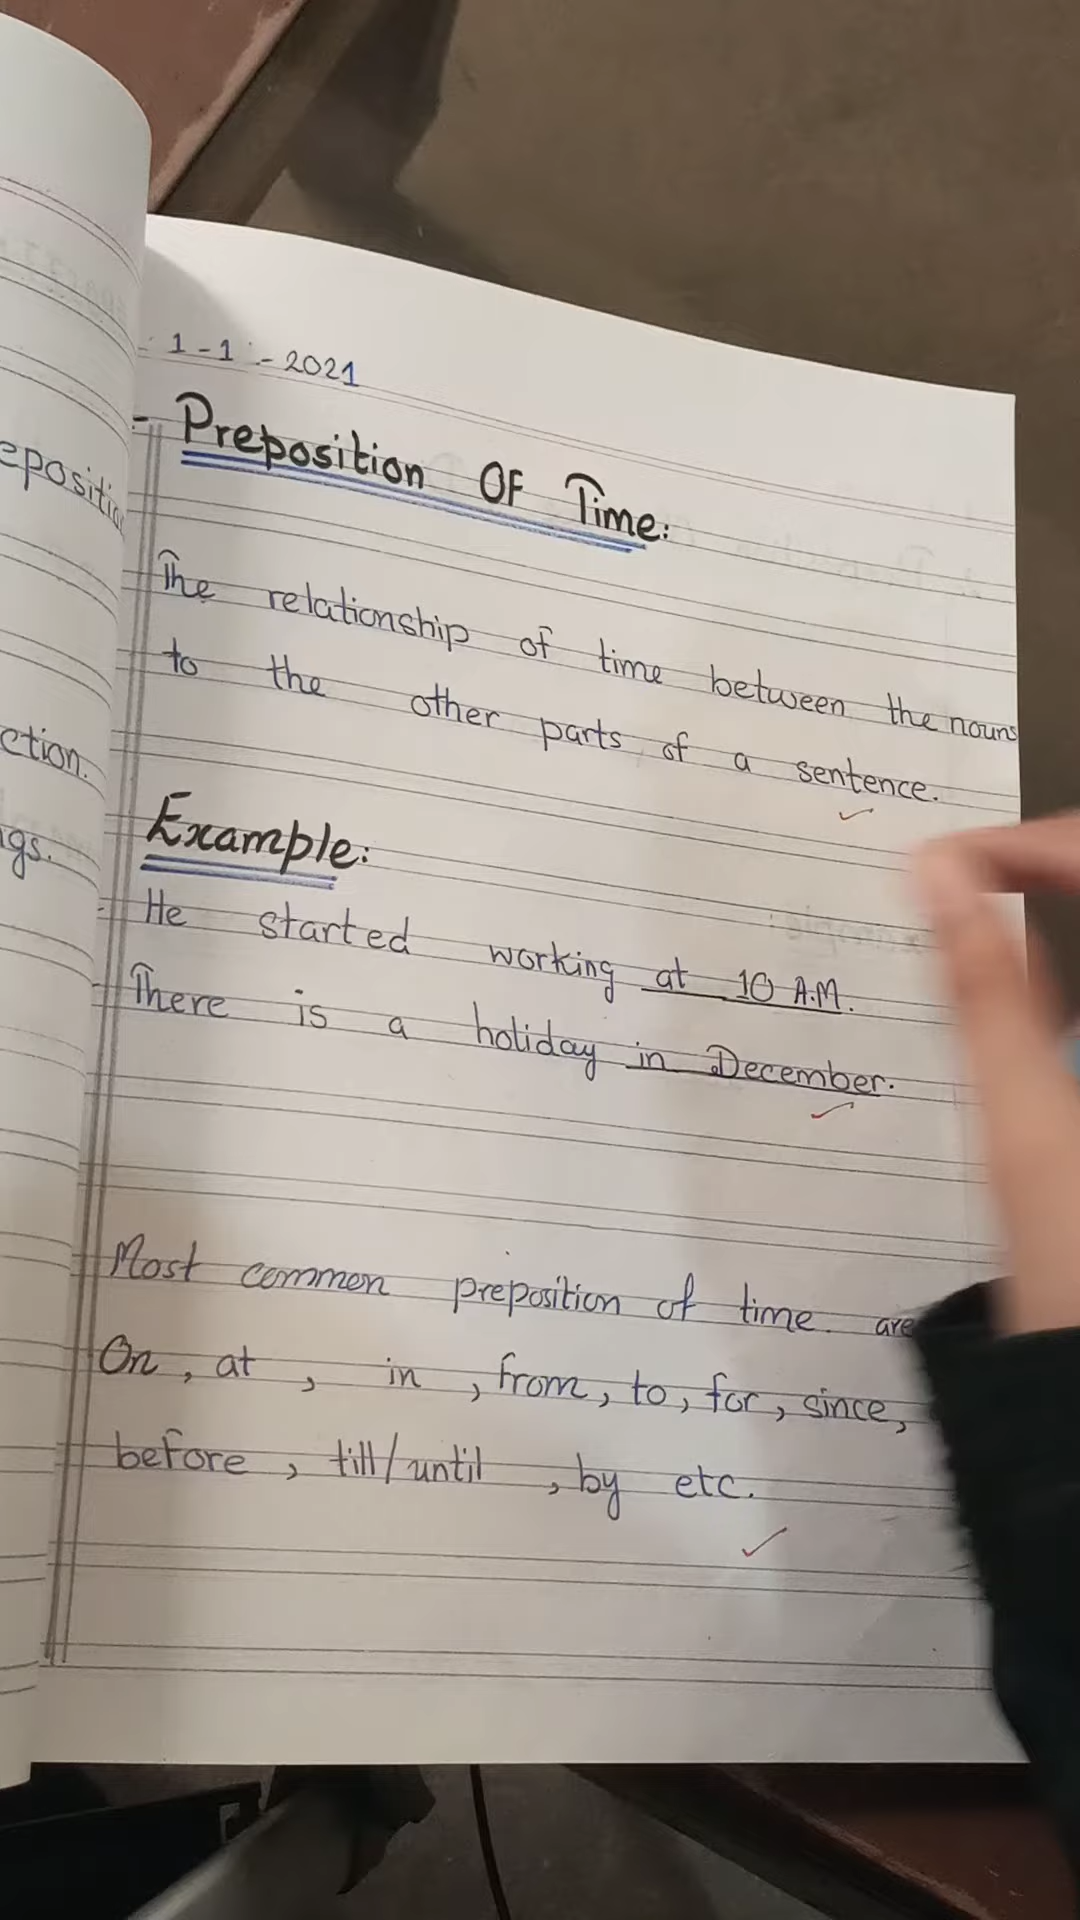 1-1-2021
Preposition OF Time:
The relationship of time between the nouns
to the other parts of a sentence.
Example:
He started working at 10 A.M.
There is a holiday in December.
Most common preposition of time are
On, at, in, from, to, for, since,
before, till/until, by etc.
ction.
gs.